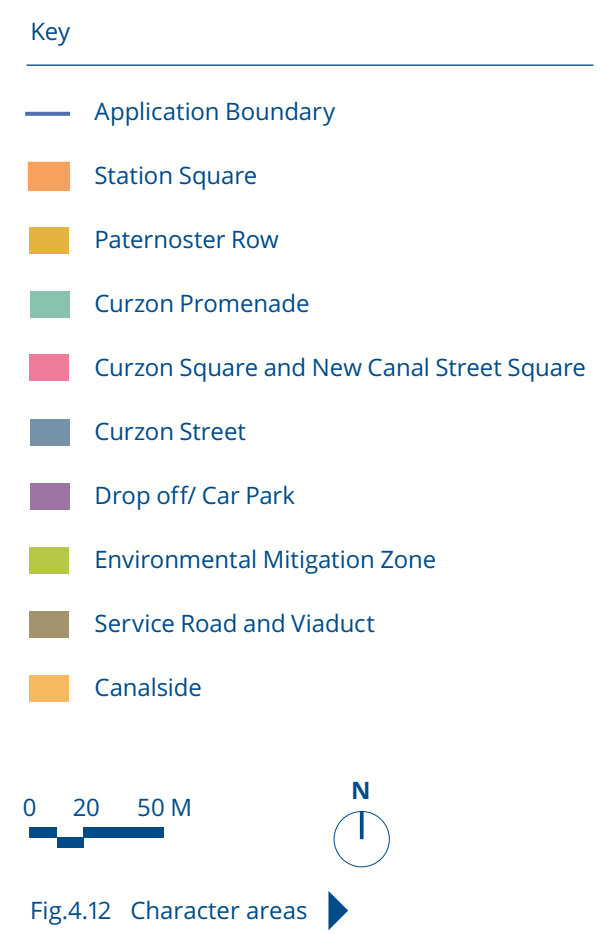 Key
Application Boundary
Station Square
Paternoster Row
Curzon Promenade
Curzon Square and New Canal Street Square
Curzon Street
Drop off/ Car Park
Environmental Mitigation Zone
Service Road and Viaduct
Canalside
0 20 50 M
N
Fig.4.12 Character areas